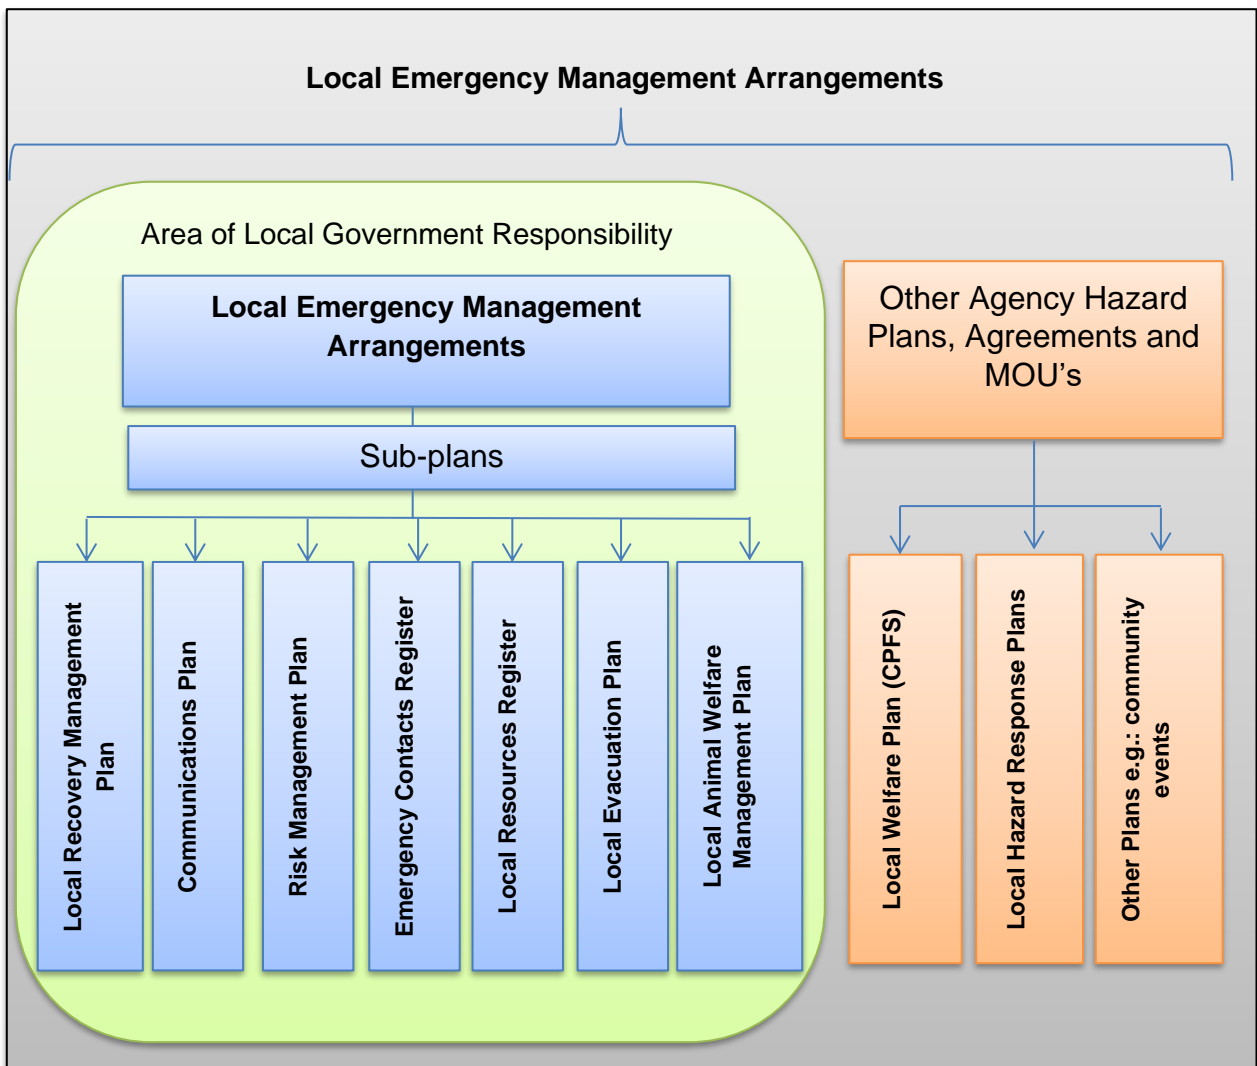 Local Emergency Management Arrangements
Area of Local Government Responsibility
Local Emergency Management
Arrangements
Sub-plans
Local Recovery Management
Plan
Communications Plan
Risk Management Plan
Emergency Contacts Register
Local Resources Register
Local Evacuation Plan
Local Animal Welfare
Management Plan
Other Agency Hazard
Plans, Agreements and
MOU’s
Local Welfare Plan (CPFS)
Local Hazard Response Plans
Other Plans e.g.: community
events